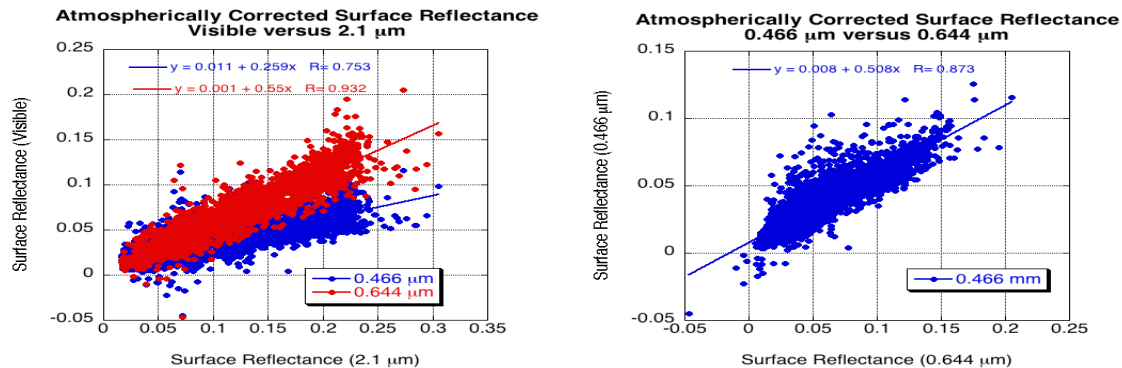 Atmospherically Corrected Surface Reflectance
Visible versus 2.1 µm
0.25
0.2
0.15
0.1
0.05
0
-0.05
y = 0.011 + 0.259x R= 0.753
y = 0.001 + 0.55x R= 0.932
Surface Reflectance (Visible)
0.466 µm
0.644 µm
0 0.05 0.1 0.15 0.2 0.25 0.3 0.35
Surface Reflectance (2.1 µm)
Atmospherically Corrected Surface Reflectance
0.466 µm versus 0.644 µm
0.15
0.1
0.05
0
-0.05
y = 0.008 + 0.508x R= 0.873
Surface Reflectance (0.466 µm)
0.466 mm
-0.05 0 0.05 0.1 0.15 0.2 0.25
Surface Reflectance (0.644 µm)